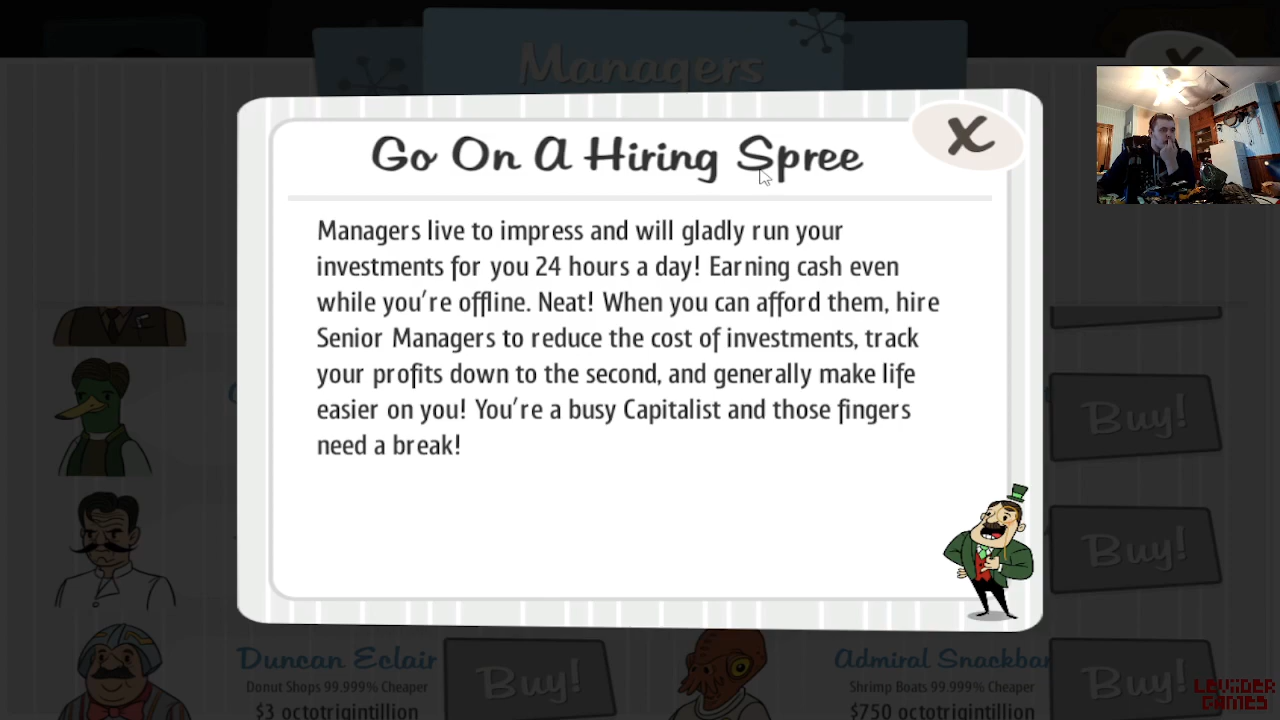 Managers
X
Go On A Hiring Spree
X
Managers live to impress and will gladly run your
investments for you 24 hours a day! Earning cash even
while you're offline. Neat! When you can afford them, hire
Senior Managers to reduce the cost of investments, track
your profits down to the second, and generally make life
easier on you! You're a busy Capitalist and those fingers
need a break!
Buy!
Buy!
Duncan Eclair
Donut Shops 99.999% Cheaper
$3 octotrigintillion
Buy!
Admiral Snackbar
Shrimp Boats 99.999% Cheaper
$750 octotrigintillion
Buy!
LEVIIDER
GAMES